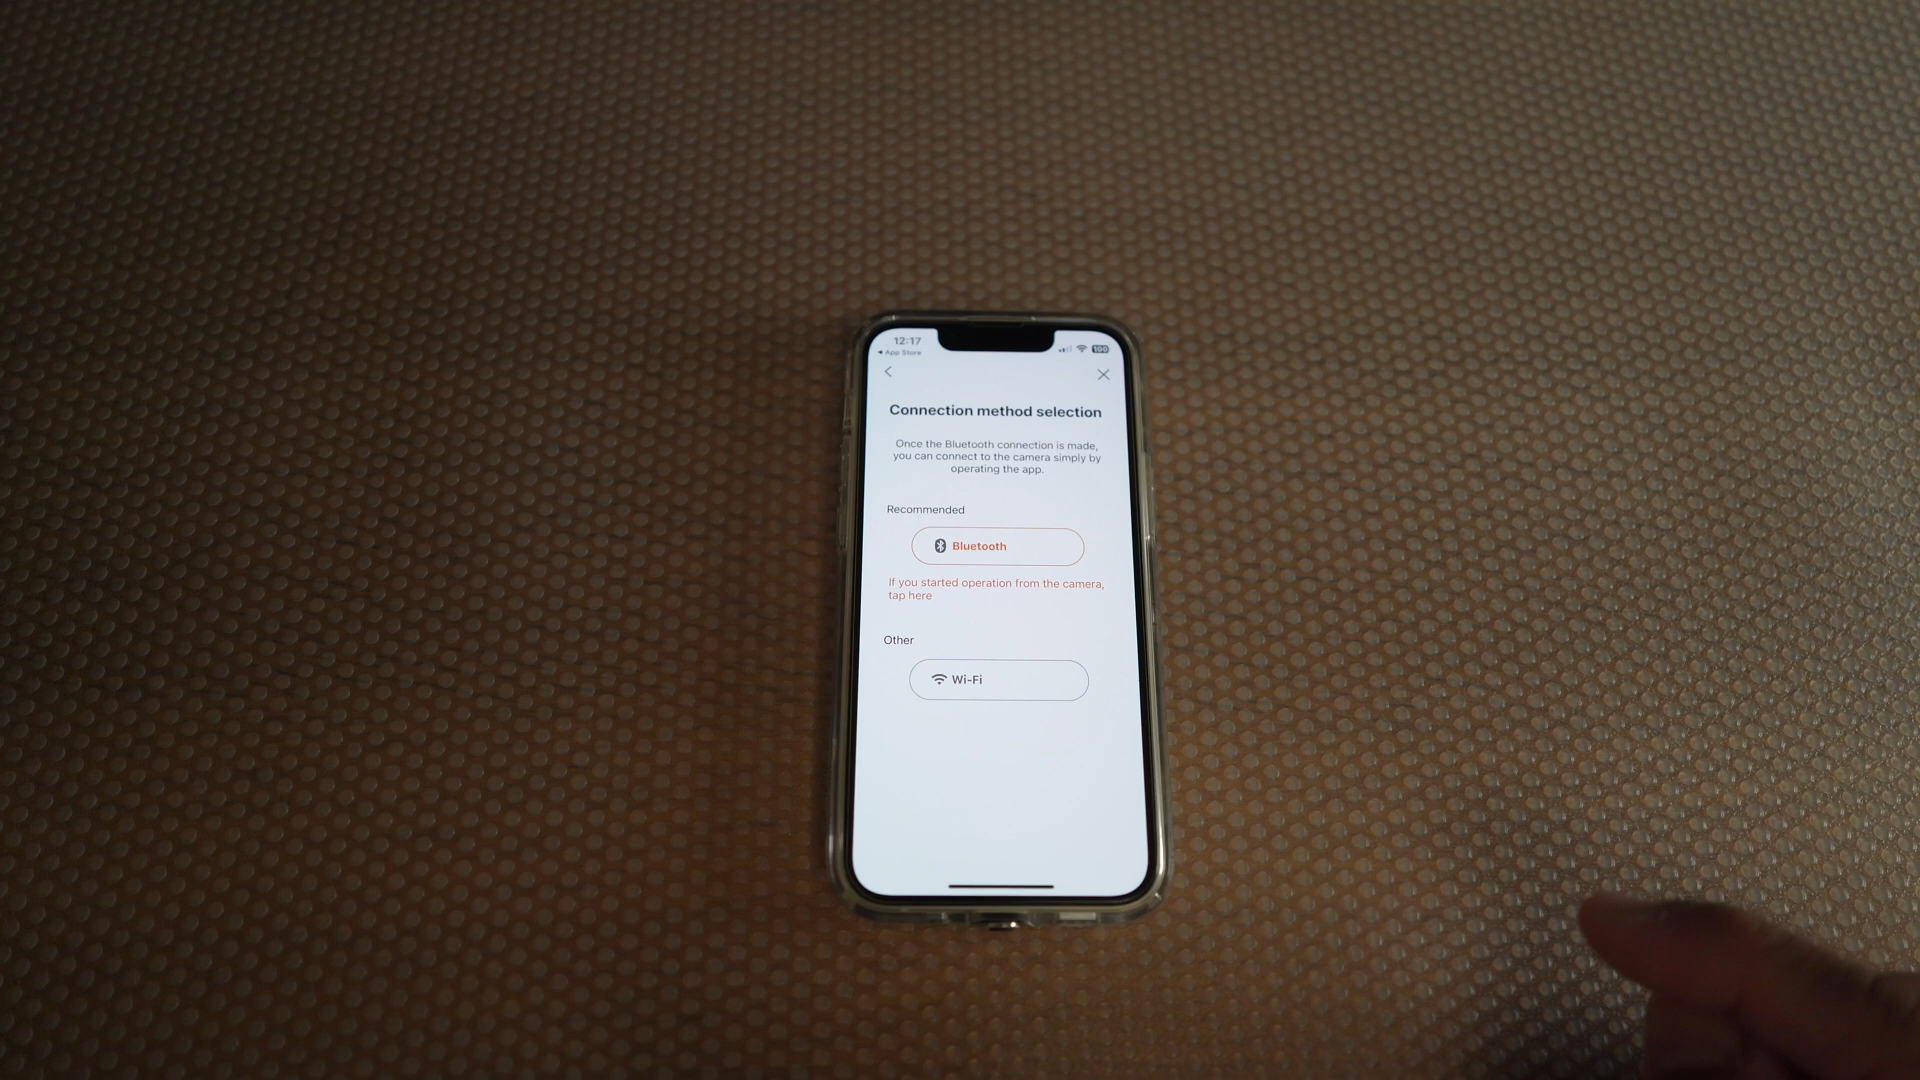 12:17
App Store
100
Connection method selection
Once the Bluetooth connection is made,
you can connect to the camera simply by
operating the app.
Recommended
Bluetooth
If you started operation from the camera,
tap here
Other
Wi-Fi